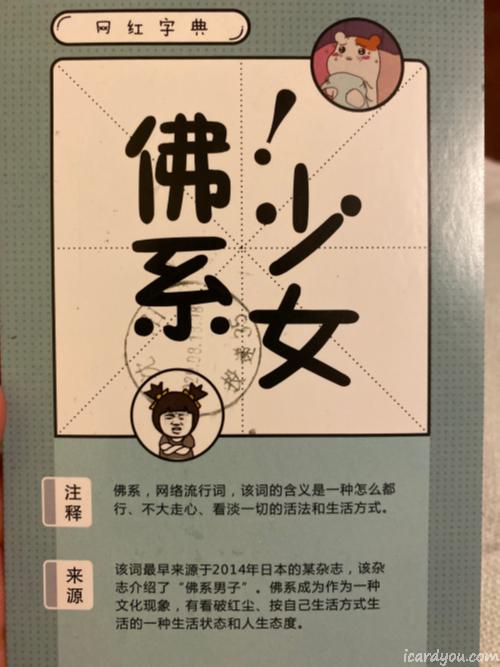 网红字典
佛系
少女!
注释
佛系，网络流行词，该词的含义是一种怎么都
行、不大走心、看淡一切的活法和生活方式。
来源
该词最早来源于2014年日本的某杂志，该杂
志介绍了“佛系男子”。佛系成为作为一种
文化现象，有看破红尘、按自己生活方式生
活的一种生活状态和人生态度。
icardyou.com